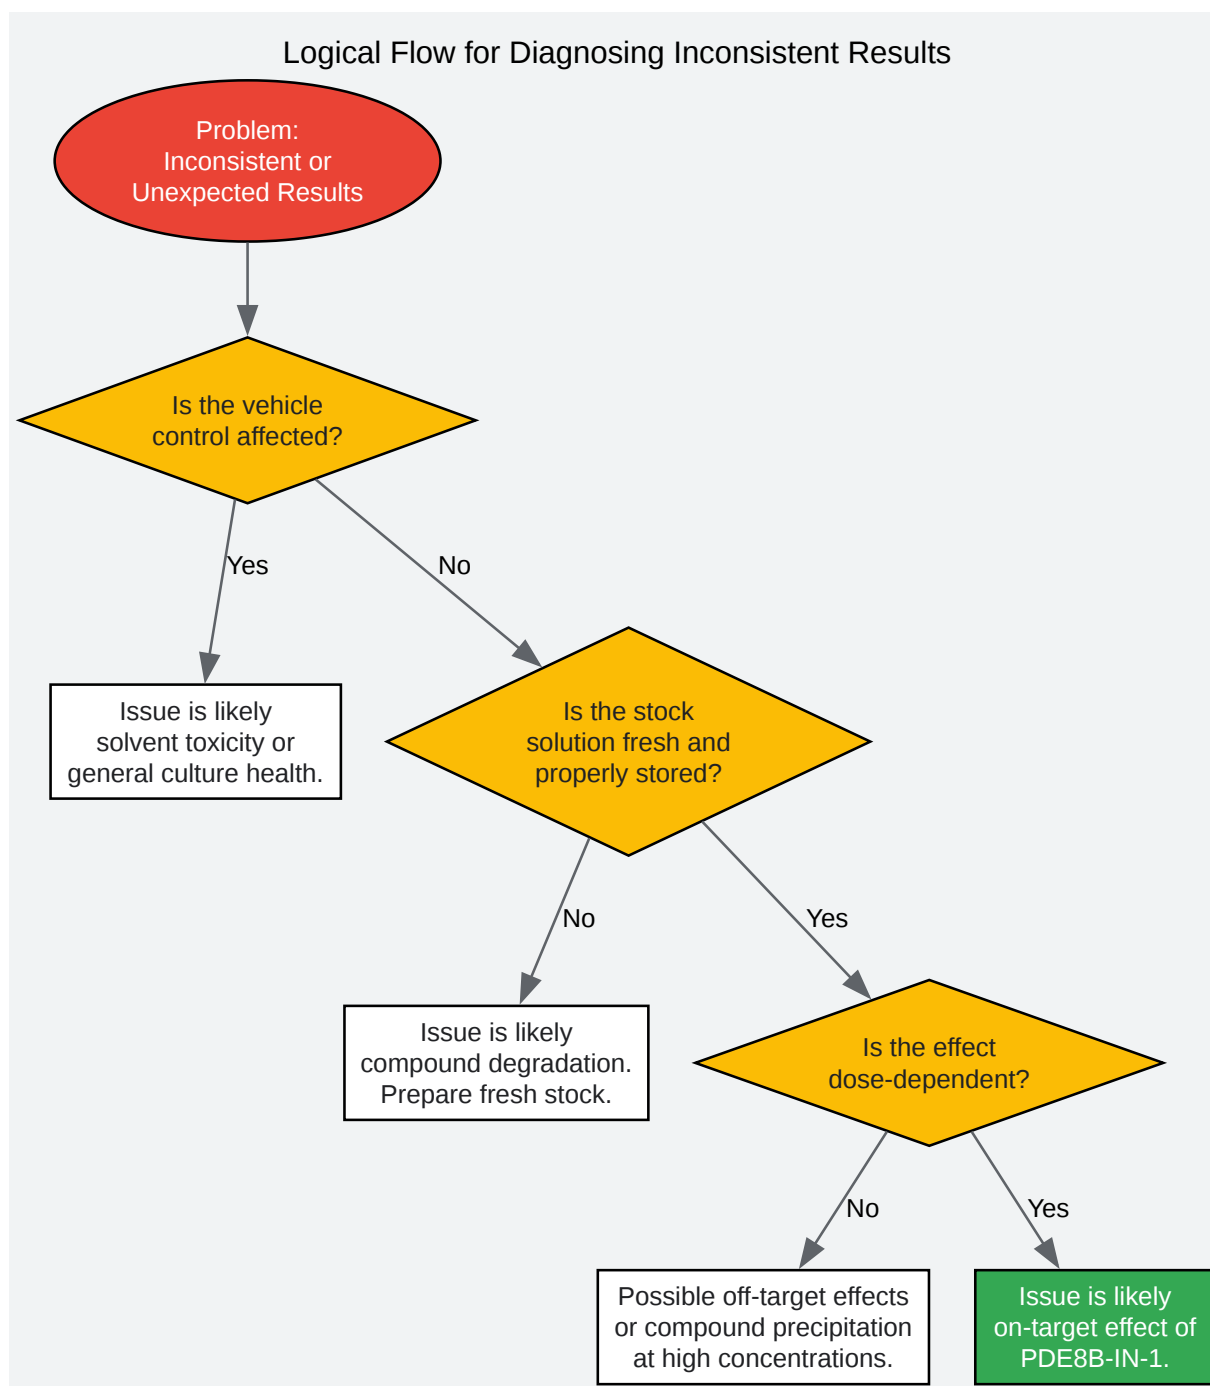 Logical Flow for Diagnosing Inconsistent Results
Problem:
Inconsistent or
Unexpected Results
Is the vehicle
control affected?
Yes
No
Issue is likely
solvent toxicity or
general culture health.
Is the stock
solution fresh and
properly stored?
No
Yes
Issue is likely
compound degradation.
Prepare fresh stock.
Is the effect
dose-dependent?
No
Yes
Possible off-target effects
or compound precipitation
at high concentrations.
Issue is likely
on-target effect of
PDE8B-IN-1.